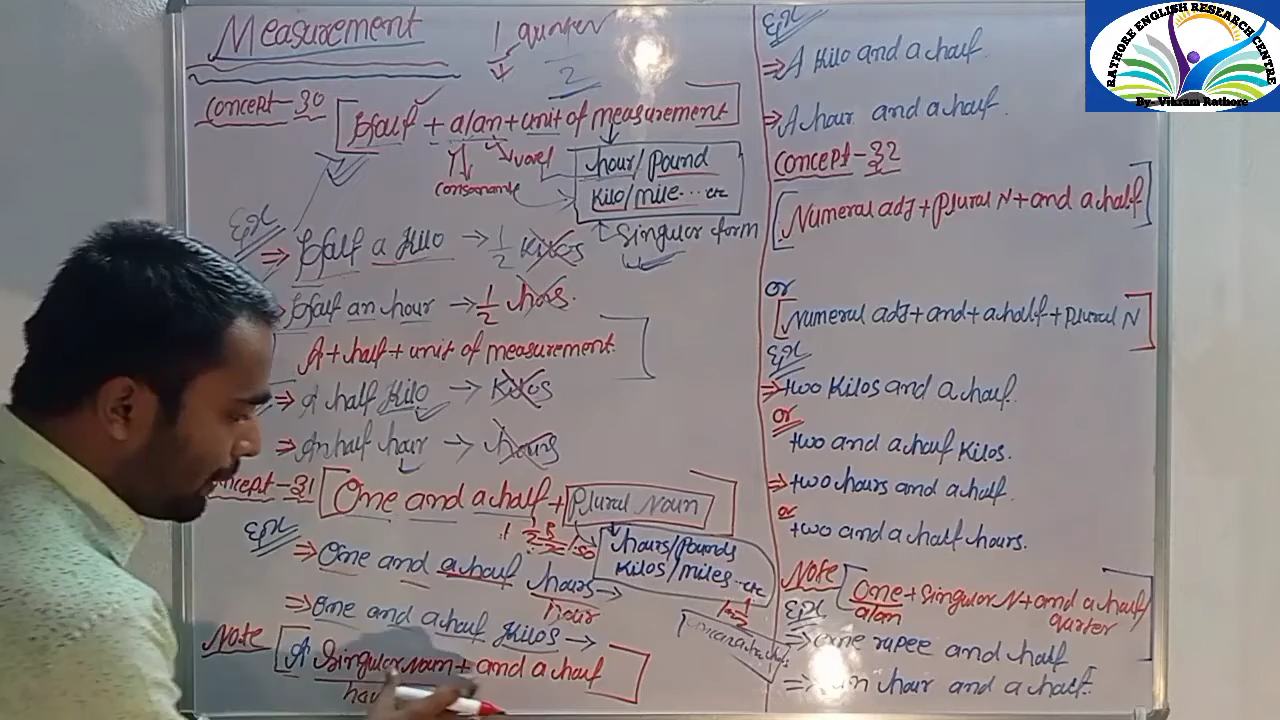 Measurement
1 quarter
2
Concept-30
Half + a/an + unit of measurement
vowel
Consonante
hour/pound
Kilo/mile... etc
Singular form
Ex
⇒ Half a Kilo → 1/2 Kilos
Half an hour → 1/2 hors.
A + half + unit of measurement.
⇒ A half Kilo → Kilos
⇒ An half hour → hours
ncept-31
One and a half + Plural Noun
Ex
hours/pounds
Kilos/miles... etc
⇒ One and a half hours →
hour
⇒ One and a half Kilos →
Note
A Singular Noun + and a half
Ex
⇒ A Kilo and a half.
⇒ A hour and a half.
Concept-32
[Numeral adj + plural N + and a half]
or
[Numeral adj + and + a half + plural N]
Ex
⇒ two Kilos and a half.
or
two and a half Kilos.
⇒ two hours and a half.
or
two and a half hours.
Note [One + Singular N + and a half/
a/an
qurter
Ex
⇒ one rupee and half
⇒ hour and a half.
RATHORE ENGLISH RESEARCH CENTRE
By- Vikram Rathore